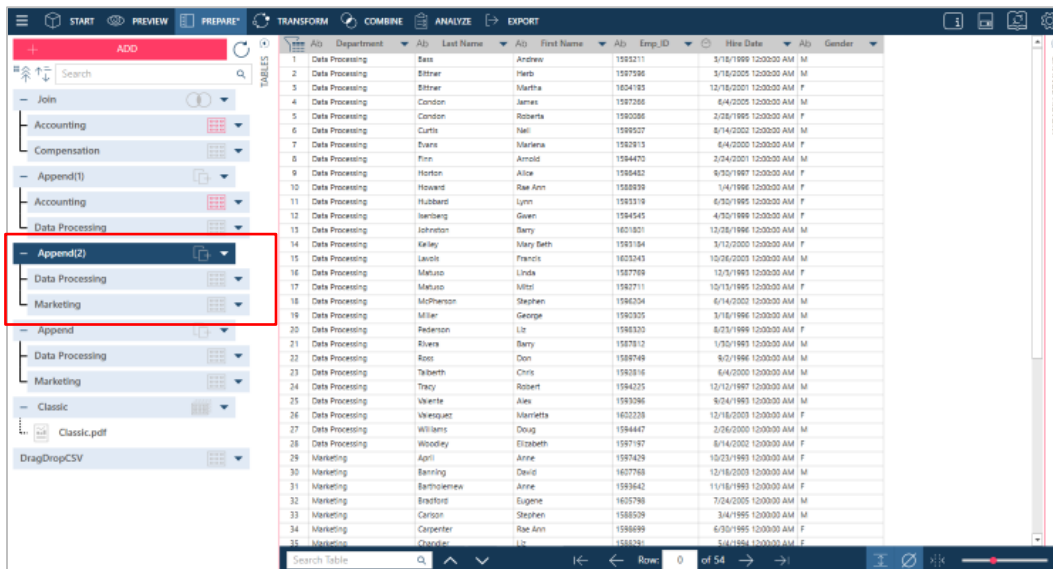 START PREVIEW PREPARE* TRANSFORM COMBINE ANALYZE EXPORT
ADD
Search
TABLES
Join
Accounting
Compensation
Append(1)
Accounting
Data Processing
Append(2)
Data Processing
Marketing
Append
Data Processing
Marketing
Classic
Classic.pdf
DragDropCSV
Ab Department Ab Last Name Ab First Name Ab Emp_ID Hire Date Ab Gender
1 Data Processing Bass Andrew 1593211 3/18/1999 12:00:00 AM M
2 Data Processing Bittner Herb 1597596 3/18/2005 12:00:00 AM M
3 Data Processing Bittner Martha 1604193 12/18/2001 12:00:00 AM F
4 Data Processing Condon James 1597266 6/4/2005 12:00:00 AM M
5 Data Processing Condon Roberta 1590086 2/28/1995 12:00:00 AM F
6 Data Processing Curtis Neil 1599507 8/14/2002 12:00:00 AM M
7 Data Processing Evans Marlena 1592913 6/4/2000 12:00:00 AM F
8 Data Processing Finn Arnold 1594470 2/24/2001 12:00:00 AM M
9 Data Processing Horton Alice 1596482 9/30/1997 12:00:00 AM F
10 Data Processing Howard Rae Ann 1588939 1/4/1996 12:00:00 AM F
11 Data Processing Hubbard Lynn 1593319 6/30/1995 12:00:00 AM F
12 Data Processing Isenberg Gwen 1594545 4/30/1999 12:00:00 AM F
13 Data Processing Johnston Barry 1601801 12/28/1996 12:00:00 AM M
14 Data Processing Kelley Mary Beth 1593184 3/12/2000 12:00:00 AM F
15 Data Processing Lavois Francis 1603243 10/26/2003 12:00:00 AM M
16 Data Processing Matuso Linda 1587769 12/3/1993 12:00:00 AM F
17 Data Processing Matuso Mitzi 1592711 10/13/1995 12:00:00 AM F
18 Data Processing McPherson Stephen 1596204 6/14/2002 12:00:00 AM M
19 Data Processing Miller George 1590305 3/18/1996 12:00:00 AM M
20 Data Processing Pederson Liz 1598320 8/23/1999 12:00:00 AM F
21 Data Processing Rivera Barry 1587812 1/30/1993 12:00:00 AM M
22 Data Processing Ross Don 1589749 9/2/1996 12:00:00 AM M
23 Data Processing Talberth Chris 1592816 6/4/2000 12:00:00 AM M
24 Data Processing Tracy Robert 1594225 12/12/1997 12:00:00 AM M
25 Data Processing Valente Alex 1593096 9/24/1993 12:00:00 AM M
26 Data Processing Valesquez Marrietta 1602228 12/18/2003 12:00:00 AM F
27 Data Processing Williams Doug 1594447 2/26/2000 12:00:00 AM M
28 Data Processing Woodley Elizabeth 1597197 8/14/2002 12:00:00 AM F
29 Marketing April Anne 1597429 10/23/1993 12:00:00 AM F
30 Marketing Banning David 1607768 12/18/2003 12:00:00 AM M
31 Marketing Bartholemew Anne 1593642 11/18/1993 12:00:00 AM F
32 Marketing Bradford Eugene 1605798 7/24/2005 12:00:00 AM M
33 Marketing Carlson Stephen 1588509 3/4/1995 12:00:00 AM M
34 Marketing Carpenter Rae Ann 1598699 6/30/1995 12:00:00 AM F
35 Marketing Chandler Liz 1588291 5/4/1994 12:00:00 AM F
Search Table Row: 0 of 54